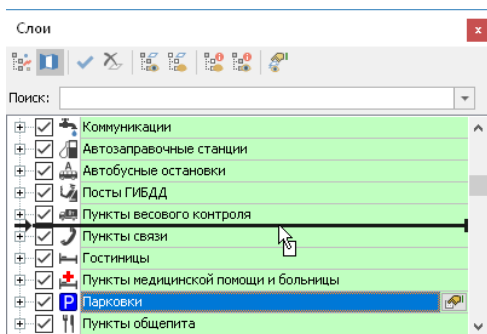 Слои
Поиск:
Коммуникации
Автозаправочные станции
Автобусные остановки
Посты ГИБДД
Пункты весового контроля
Пункты связи
Гостиницы
Пункты медицинской помощи и больницы
P Парковки
Пункты общепита